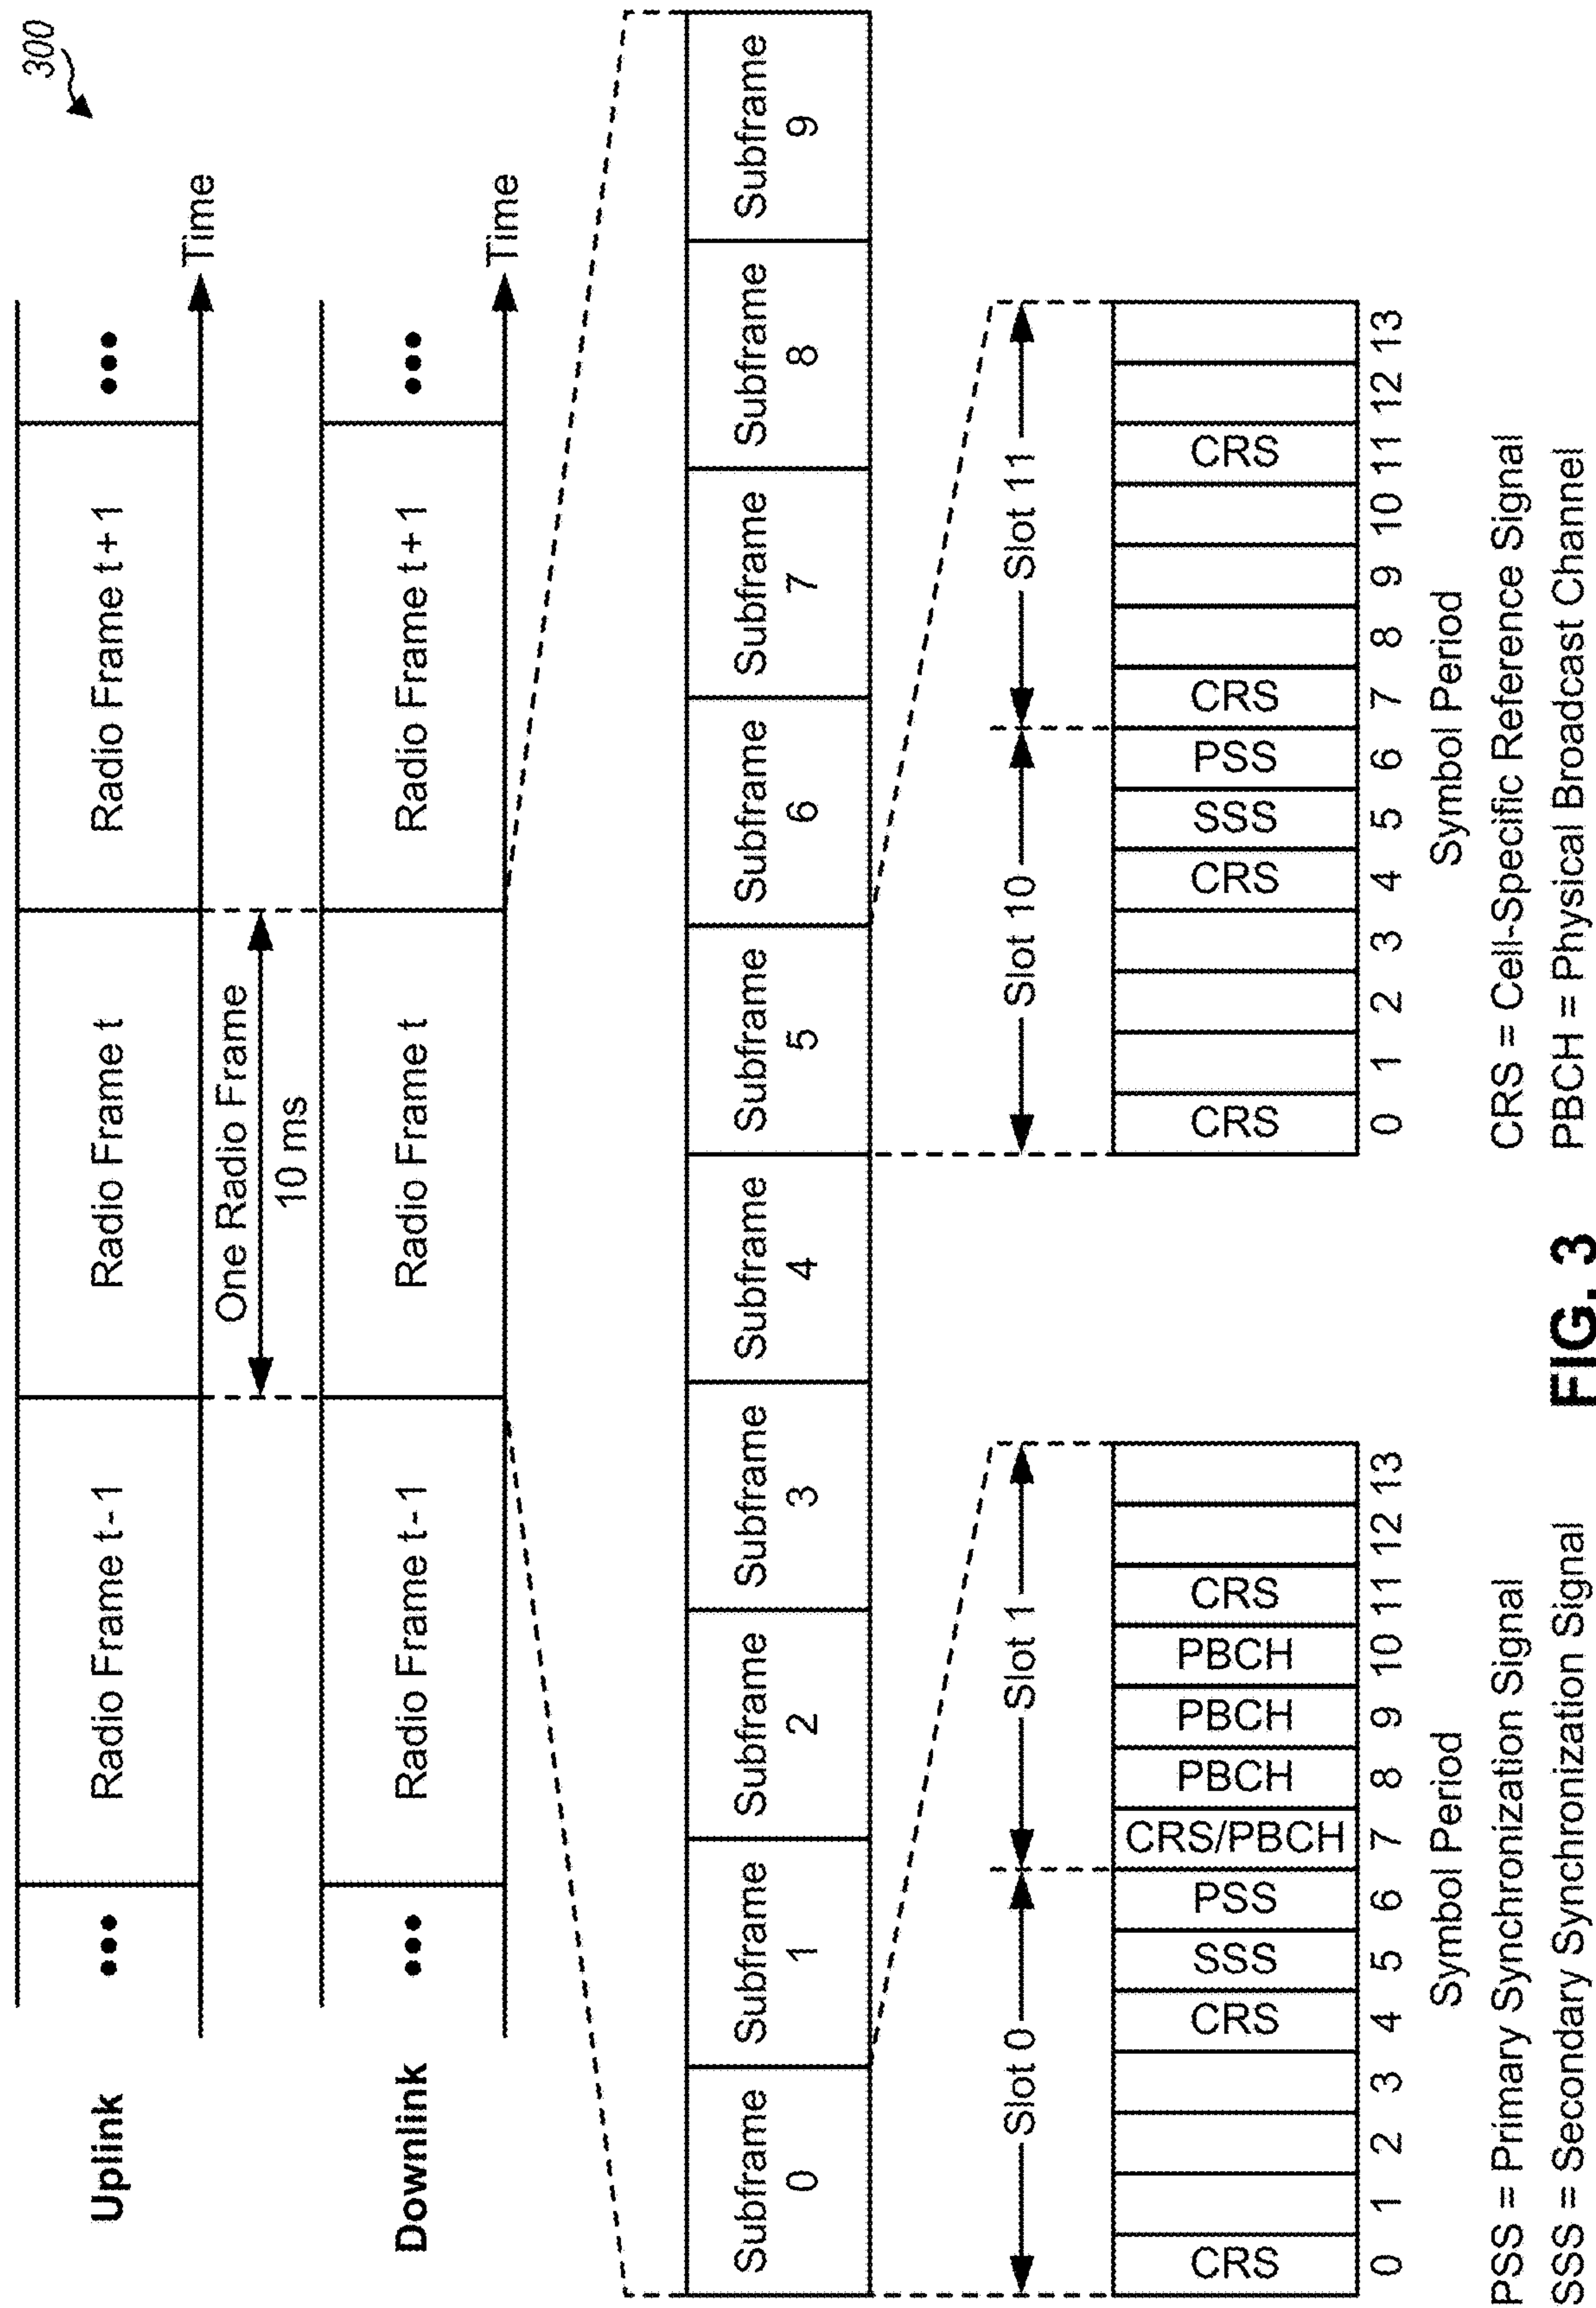 300
Uplink
••• Radio Frame t-1 Radio Frame t Radio Frame t+1 •••
Time
One Radio Frame
10 ms
Downlink
••• Radio Frame t-1 Radio Frame t Radio Frame t+1 •••
Time
Subframe Subframe Subframe Subframe Subframe Subframe Subframe Subframe Subframe Subframe
0 1 2 3 4 5 6 7 8 9
Slot 0 Slot 1
CRS CRS SSS PSS CRS/PBCH PBCH PBCH PBCH CRS
0 1 2 3 4 5 6 7 8 9 10 11 12 13
Symbol Period
Slot 10 Slot 11
CRS CRS SSS PSS CRS CRS
0 1 2 3 4 5 6 7 8 9 10 11 12 13
Symbol Period
PSS = Primary Synchronization Signal
SSS = Secondary Synchronization Signal
CRS = Cell-Specific Reference Signal
PBCH = Physical Broadcast Channel
FIG. 3